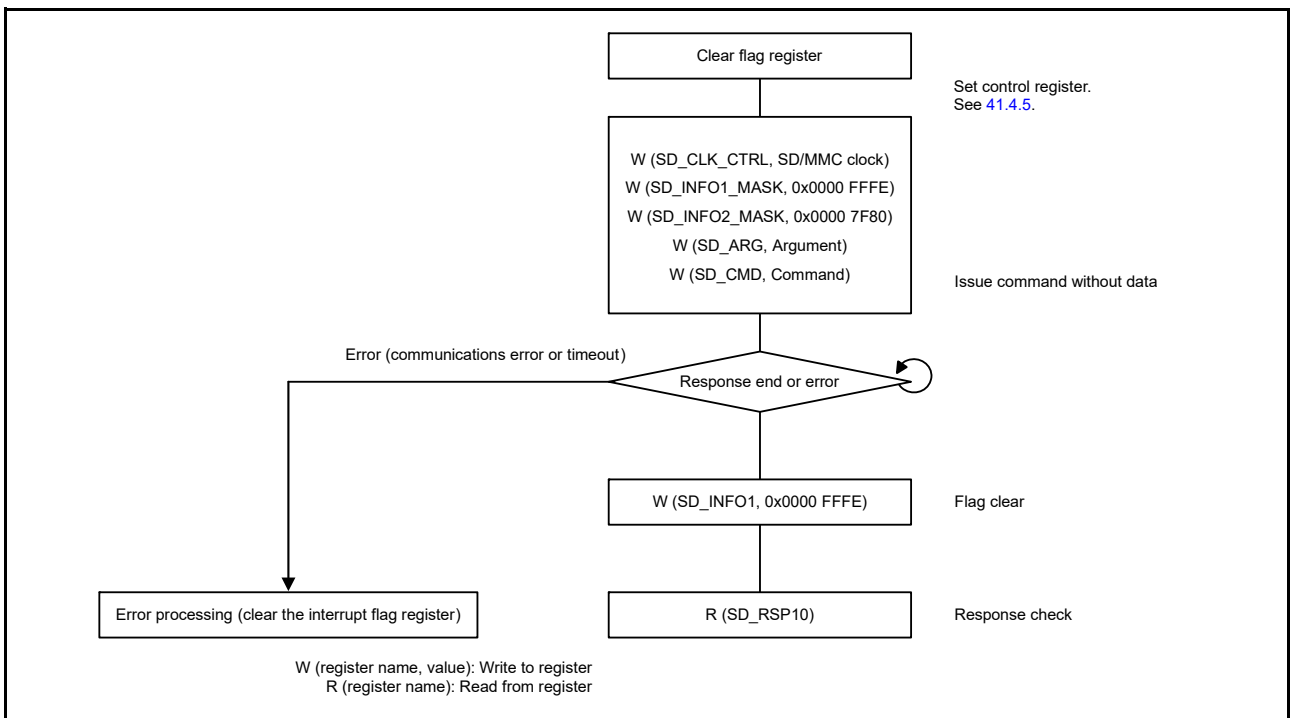 Clear flag register
Set control register.
See 41.4.5.
W (SD_CLK_CTRL, SD/MMC clock)
W (SD_INFO1_MASK, 0x0000 FFFE)
W (SD_INFO2_MASK, 0x0000 7F80)
W (SD_ARG, Argument)
W (SD_CMD, Command)
Issue command without data
Error (communications error or timeout)
Response end or error
W (SD_INFO1, 0x0000 FFFE)
Flag clear
Error processing (clear the interrupt flag register)
R (SD_RSP10)
Response check
W (register name, value): Write to register
R (register name): Read from register